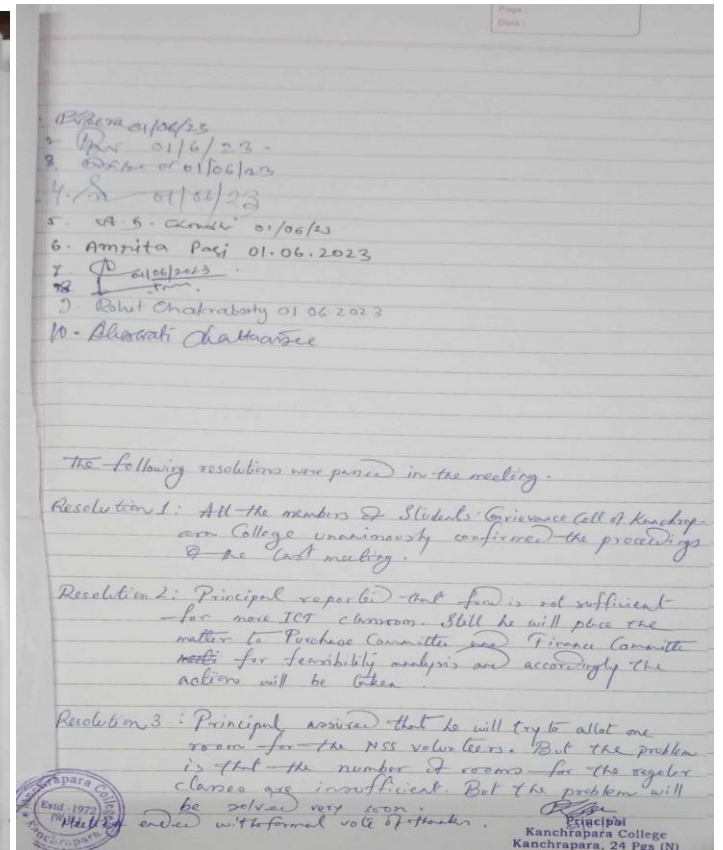 Page :
Date :
01/06/23
2. 01/6/23.
3. 01/06/23
4. 01/06/23
5. A. S. 01/06/23
6. Amrita Pasi 01.06.2023
7. 01/06/2023
8.
9 Rohit Chakraborty 01 06 2023
10- Bhaswati Chattarjee
The following resolutions were passed in the meeting.
Resolution 1: All the members of Students' Grievance Cell of Kanchrap-
ara College unanimously confirmed the proceedings
of the last meeting.
Resolution 2: Principal reported that fund is not sufficient
for more ICT classroom. Still he will place the
matter to Purchase Committee and Finance Committe
for feasibility analysis and accordingly the
action will be taken.
Resolution 3 : Principal assured that he will try to allot one
room for the NSS volunteers. But the problem
is that the number of rooms for the regular
classes are insufficient. But the problem will
be solved very soon.
Meeting ended with formal vote of thanks.
Kanchrapara College
Estd.-1972
Kanchrapara
Principal
Kanchrapara College
Kanchrapara, 24 Pgs (N)